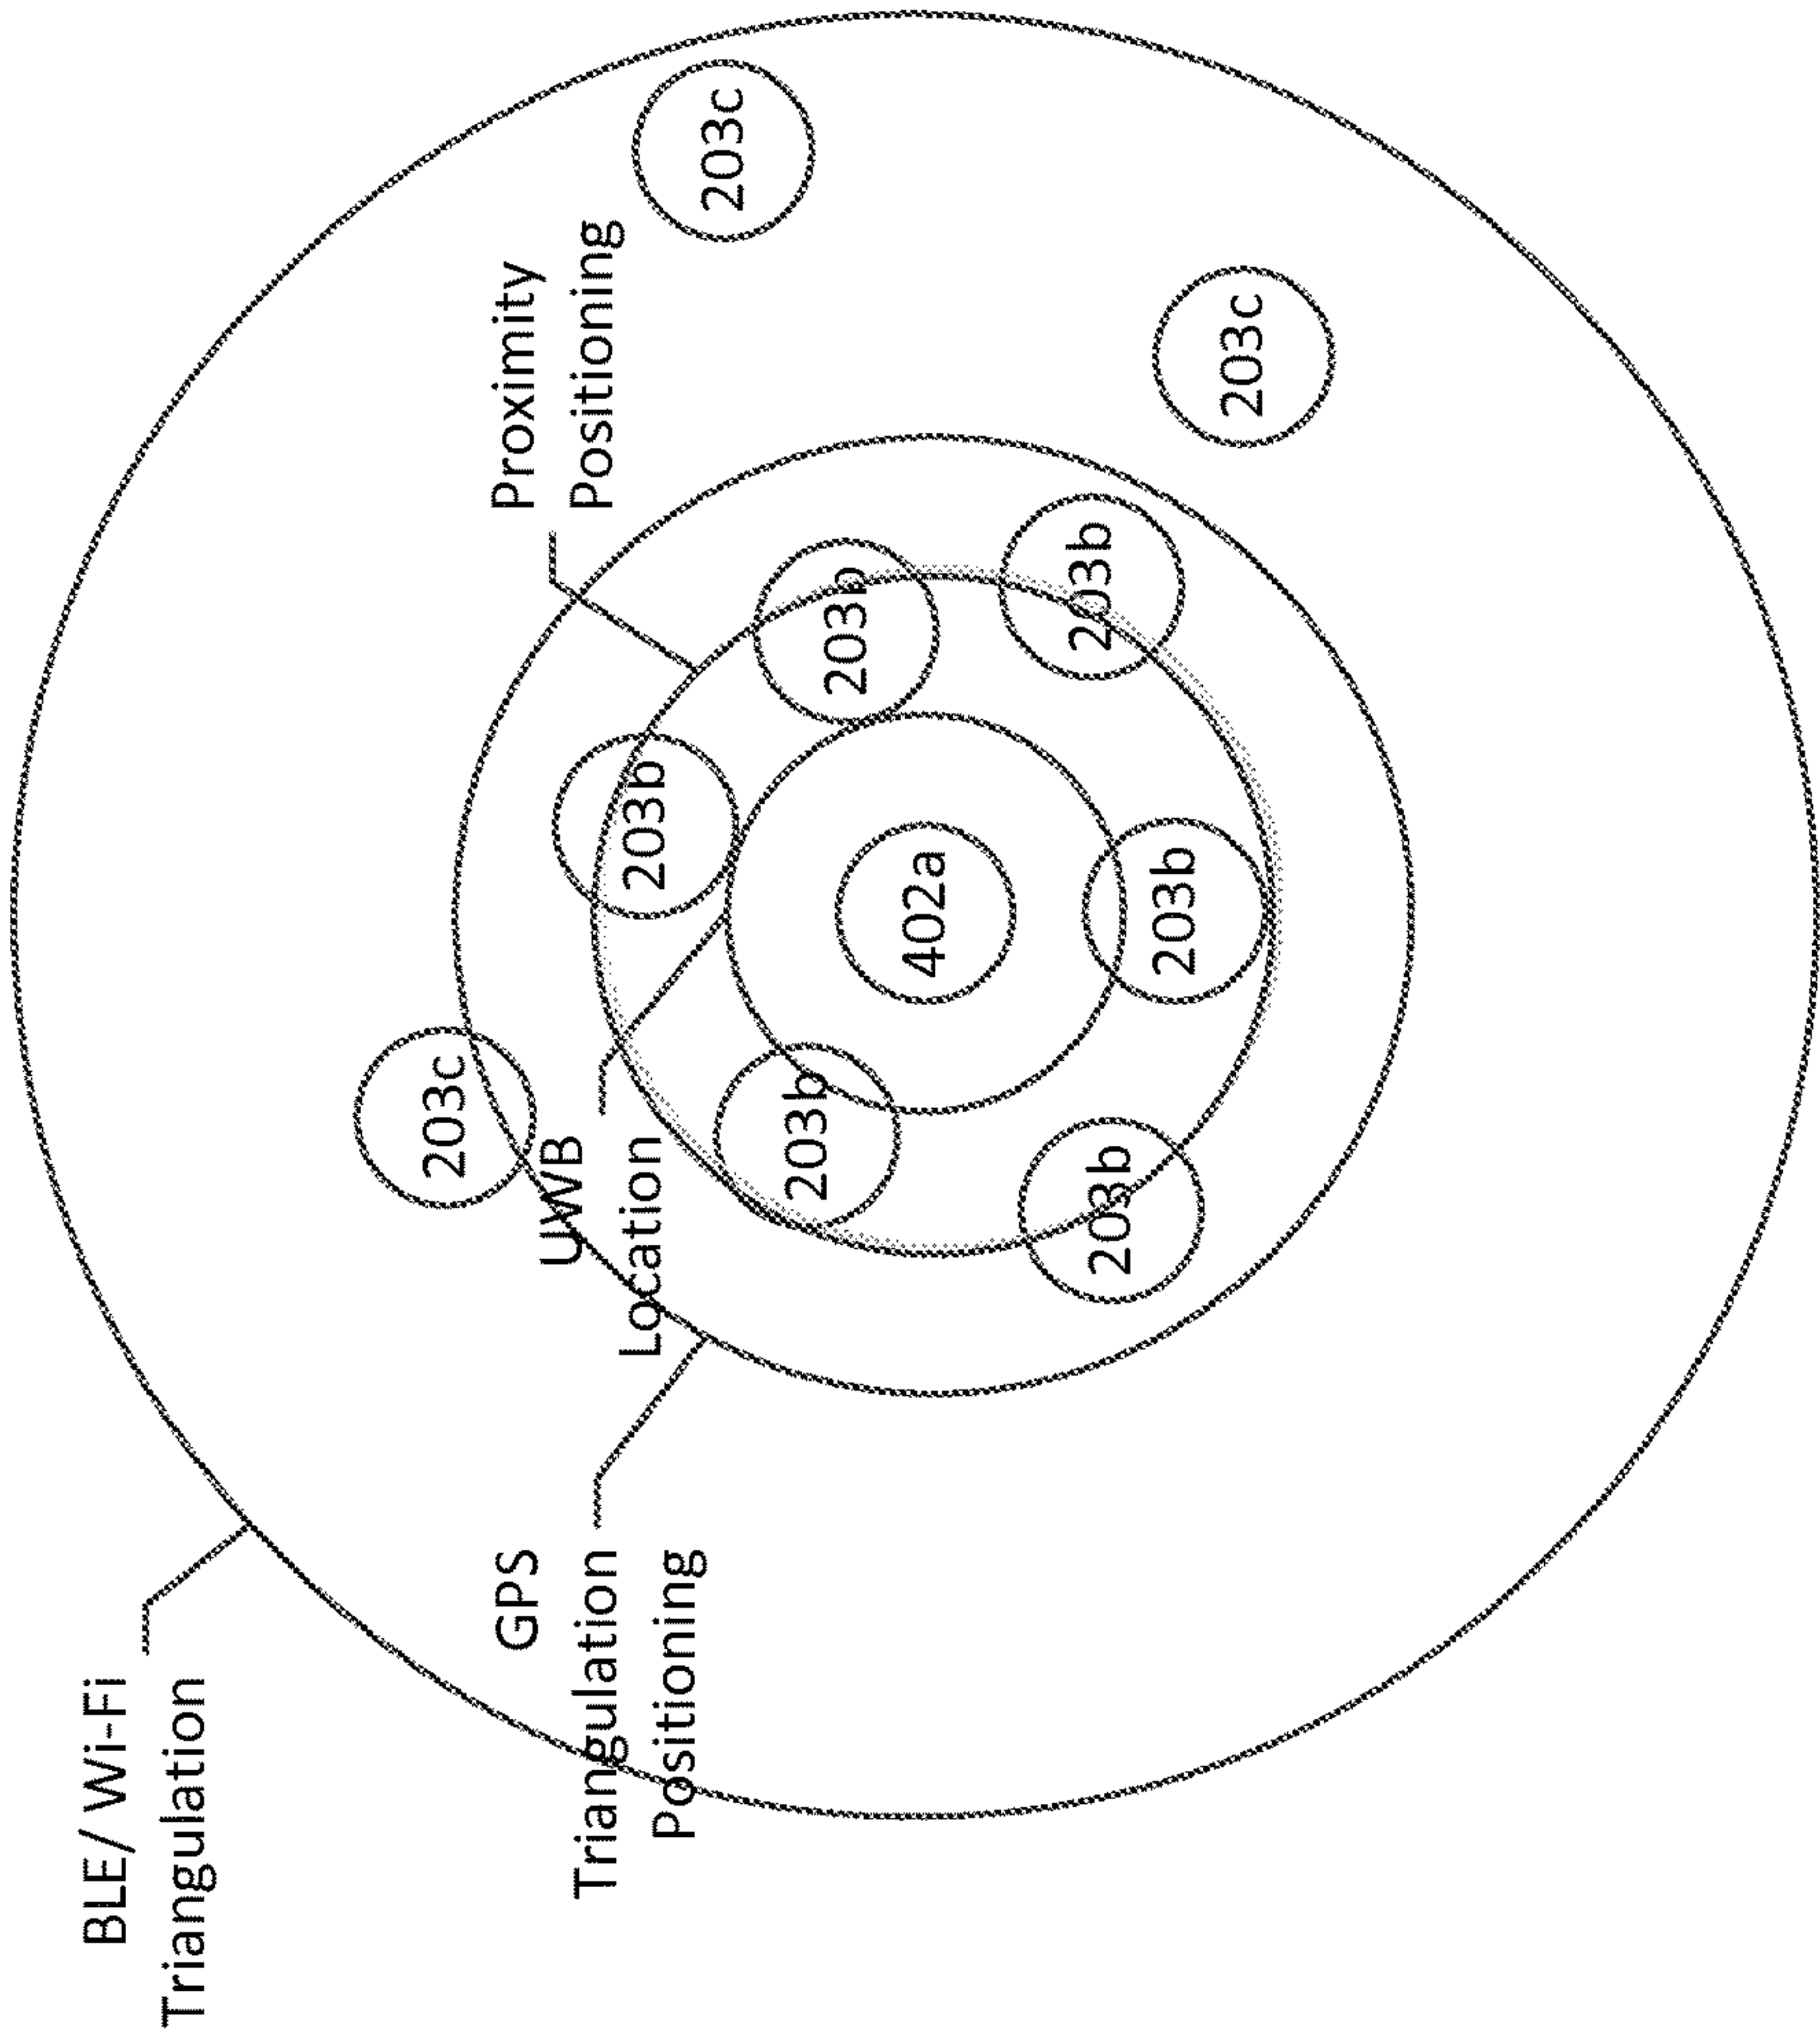 BLE/ Wi-Fi
Triangulation
203c
GPS
Triangulation
Positioning
UWB
Location
Proximity
Positioning
203b
203c
203b
203b
402a
203b
203b
203b
203c